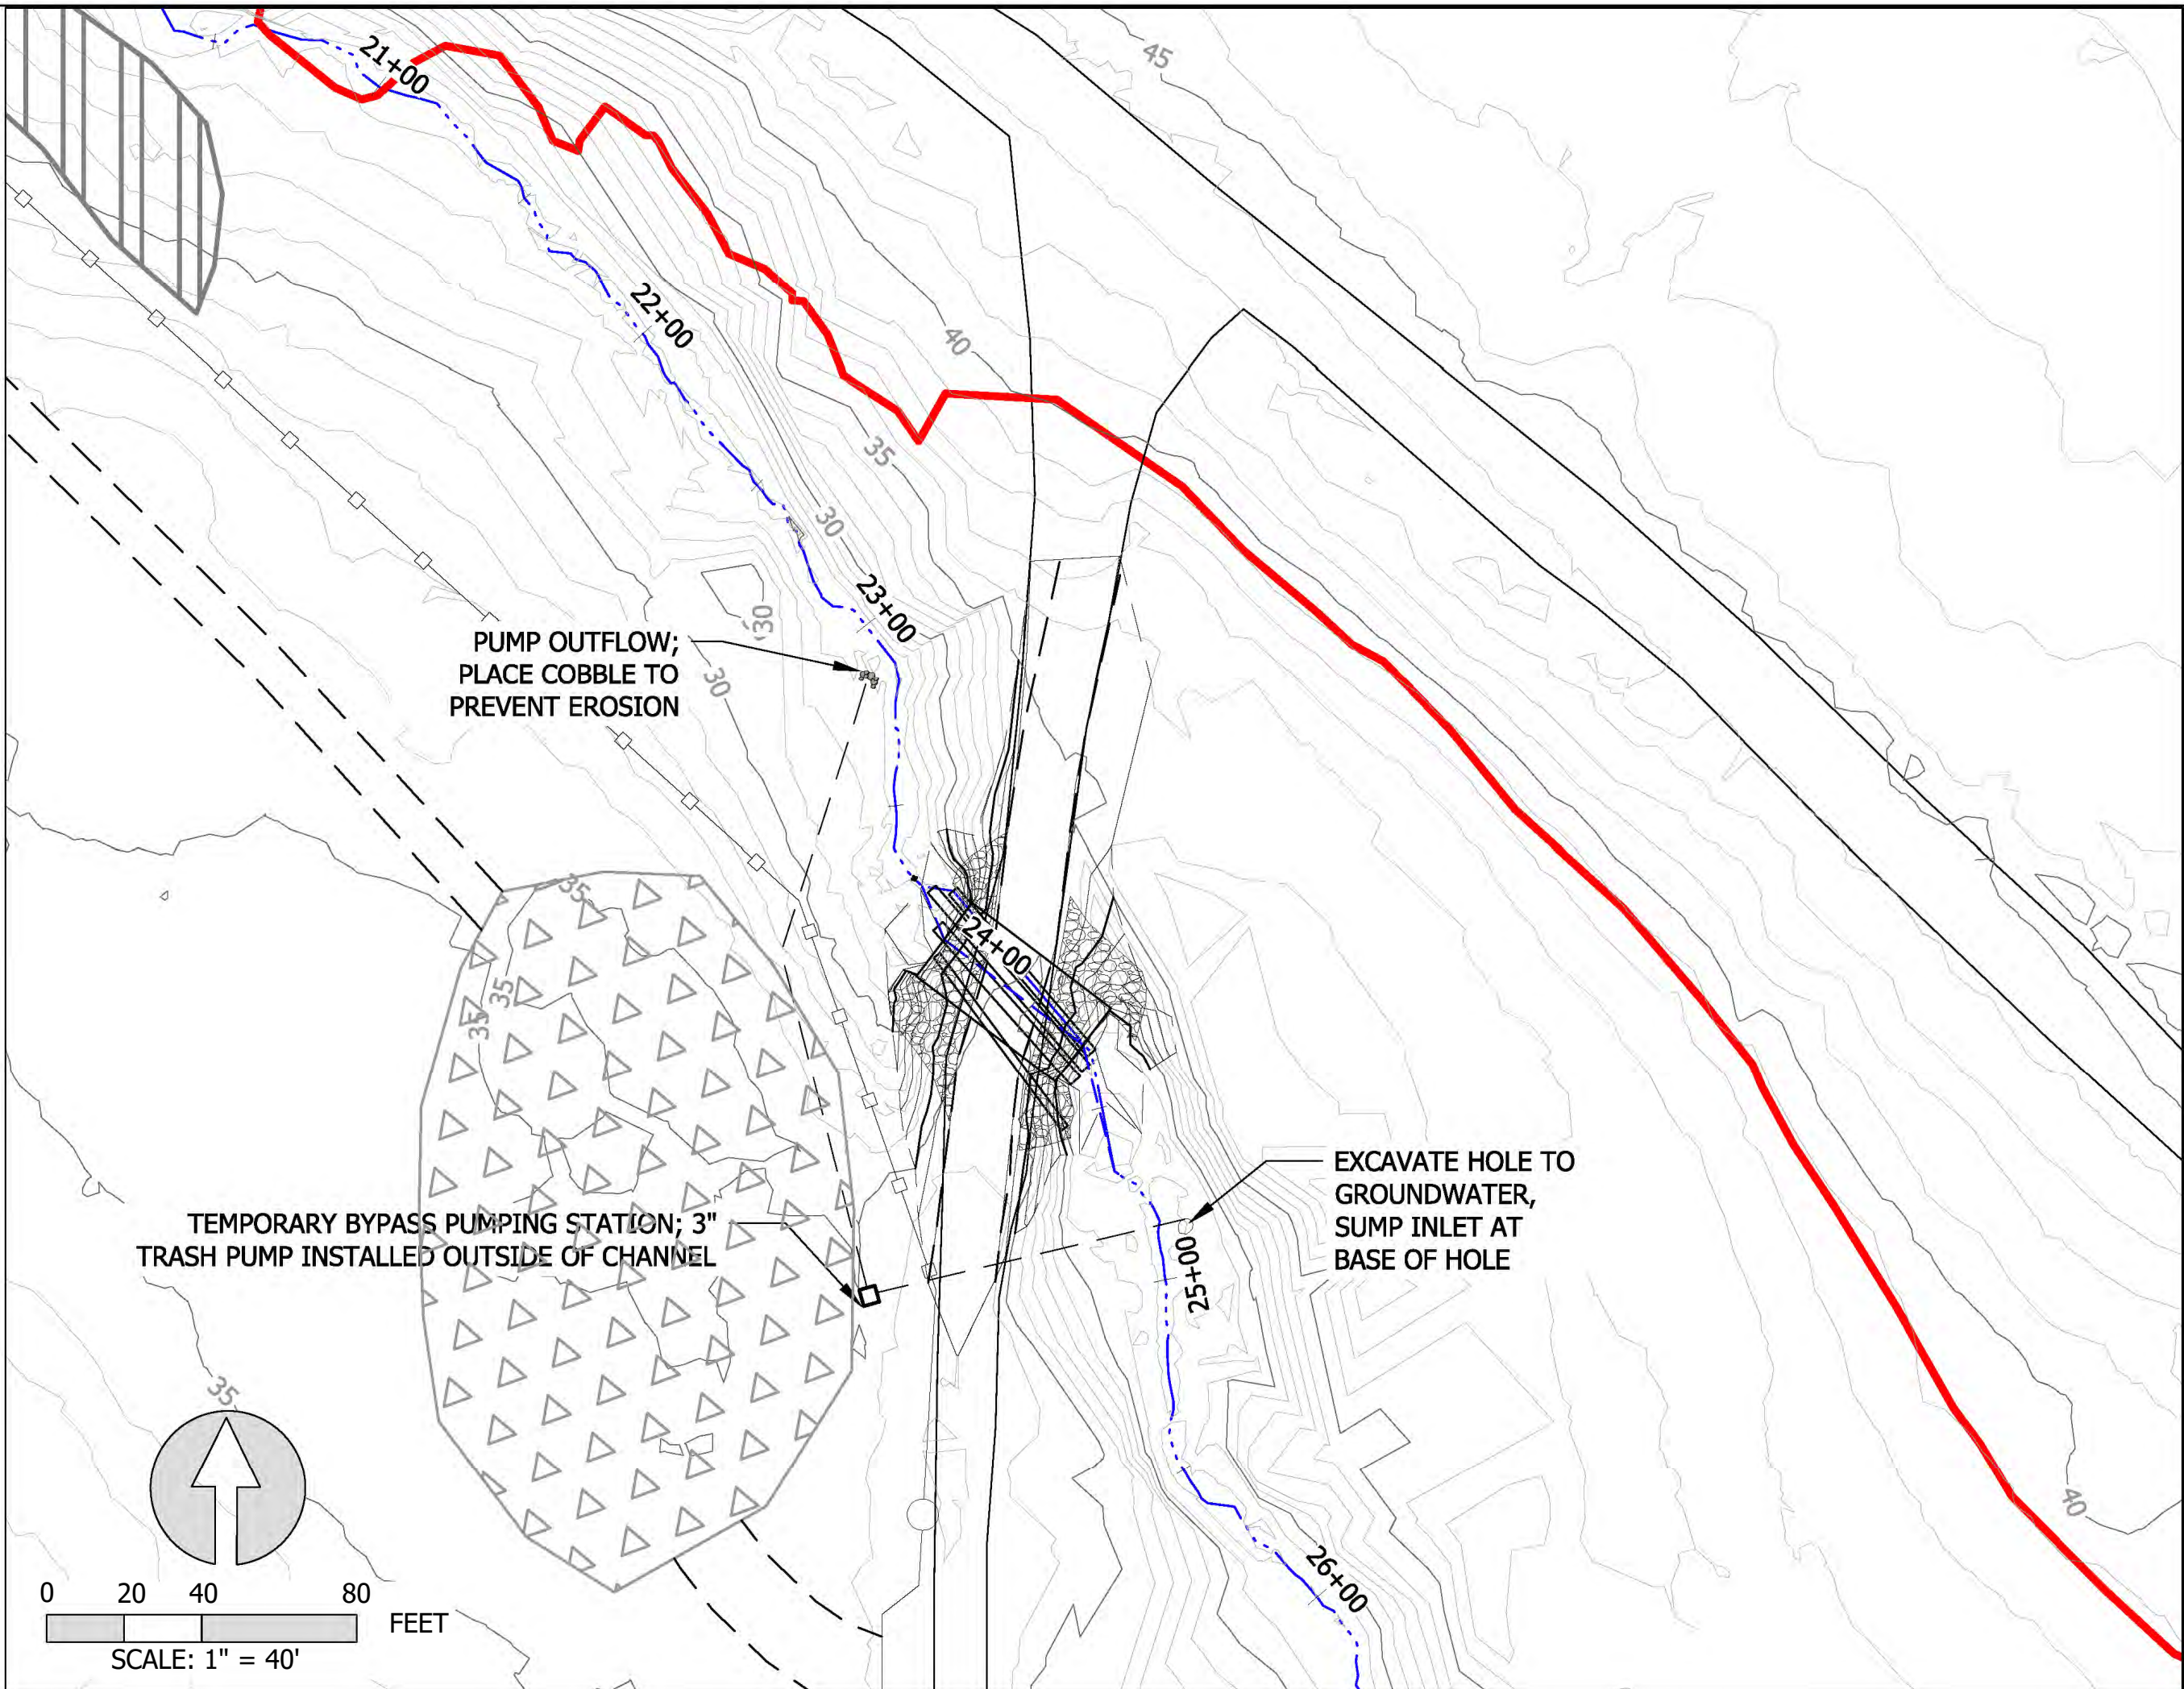 45
21+00
22+00
40
35
30
23+00
30
PUMP OUTFLOW;
PLACE COBBLE TO
PREVENT EROSION
30
35
24+00
35
35
EXCAVATE HOLE TO
GROUNDWATER,
SUMP INLET AT
BASE OF HOLE
TEMPORARY BYPASS PUMPING STATION; 3"
TRASH PUMP INSTALLED OUTSIDE OF CHANNEL
25+00
35
40
26+00
0 20 40 80
FEET
SCALE: 1" = 40'